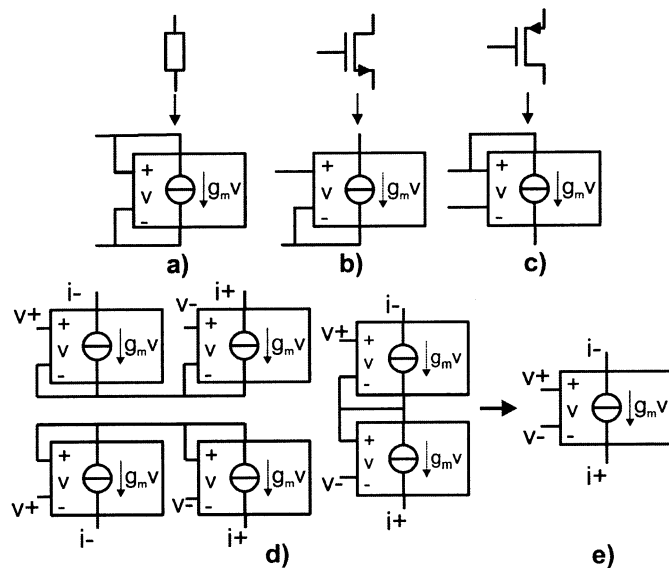 +
v
-
gmv
a)
+
v
-
gmv
b)
+
v
-
gmv
c)
i-
v+
+
v
-
gmv
i+
v-
+
v
-
gmv
i-
v+
+
v
-
gmv
+
v
-
gmv
v+
i-
+
v
-
gmv
v-
i+
+
v
-
gmv
v-
i+
d)
i-
v+
+
v
v-
-
gmv
i+
e)